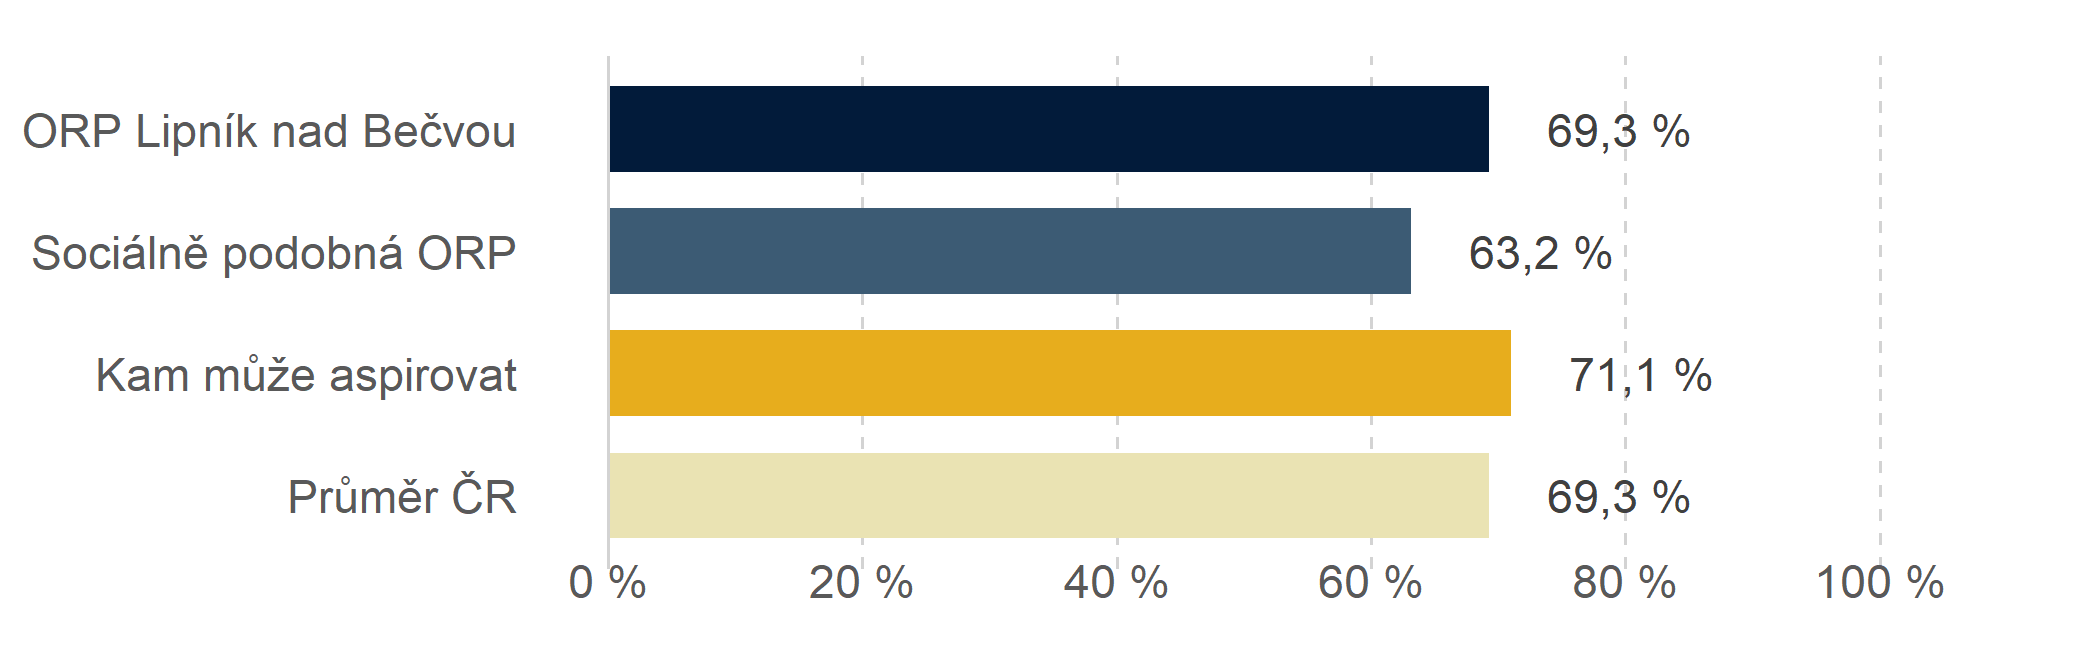 ORP Lipník nad Bečvou 69,3 %
Sociálně podobná ORP 63,2 %
Kam může aspirovat 71,1 %
Průměr ČR 69,3 %
0 % 20 % 40 % 60 % 80 % 100 %